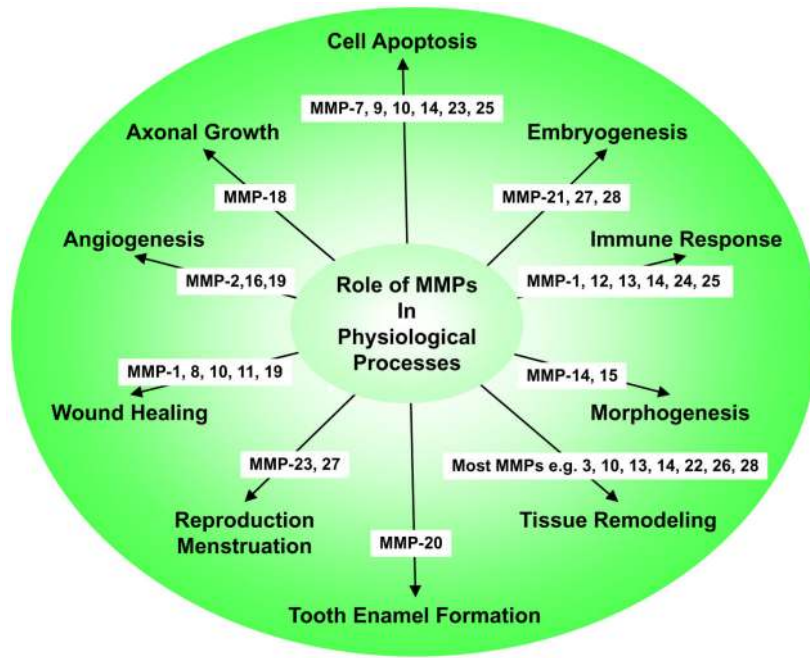 Cell Apoptosis
MMP-7, 9, 10, 14, 23, 25
Axonal Growth
MMP-18
Embryogenesis
MMP-21, 27, 28
Angiogenesis
MMP-2,16,19
Immune Response
MMP-1, 12, 13, 14, 24, 25
Role of MMPs
In
Physiological
Processes
MMP-1, 8, 10, 11, 19
Wound Healing
MMP-14, 15
Morphogenesis
MMP-23, 27
Reproduction
Menstruation
Most MMPs e.g. 3, 10, 13, 14, 22, 26, 28
Tissue Remodeling
MMP-20
Tooth Enamel Formation